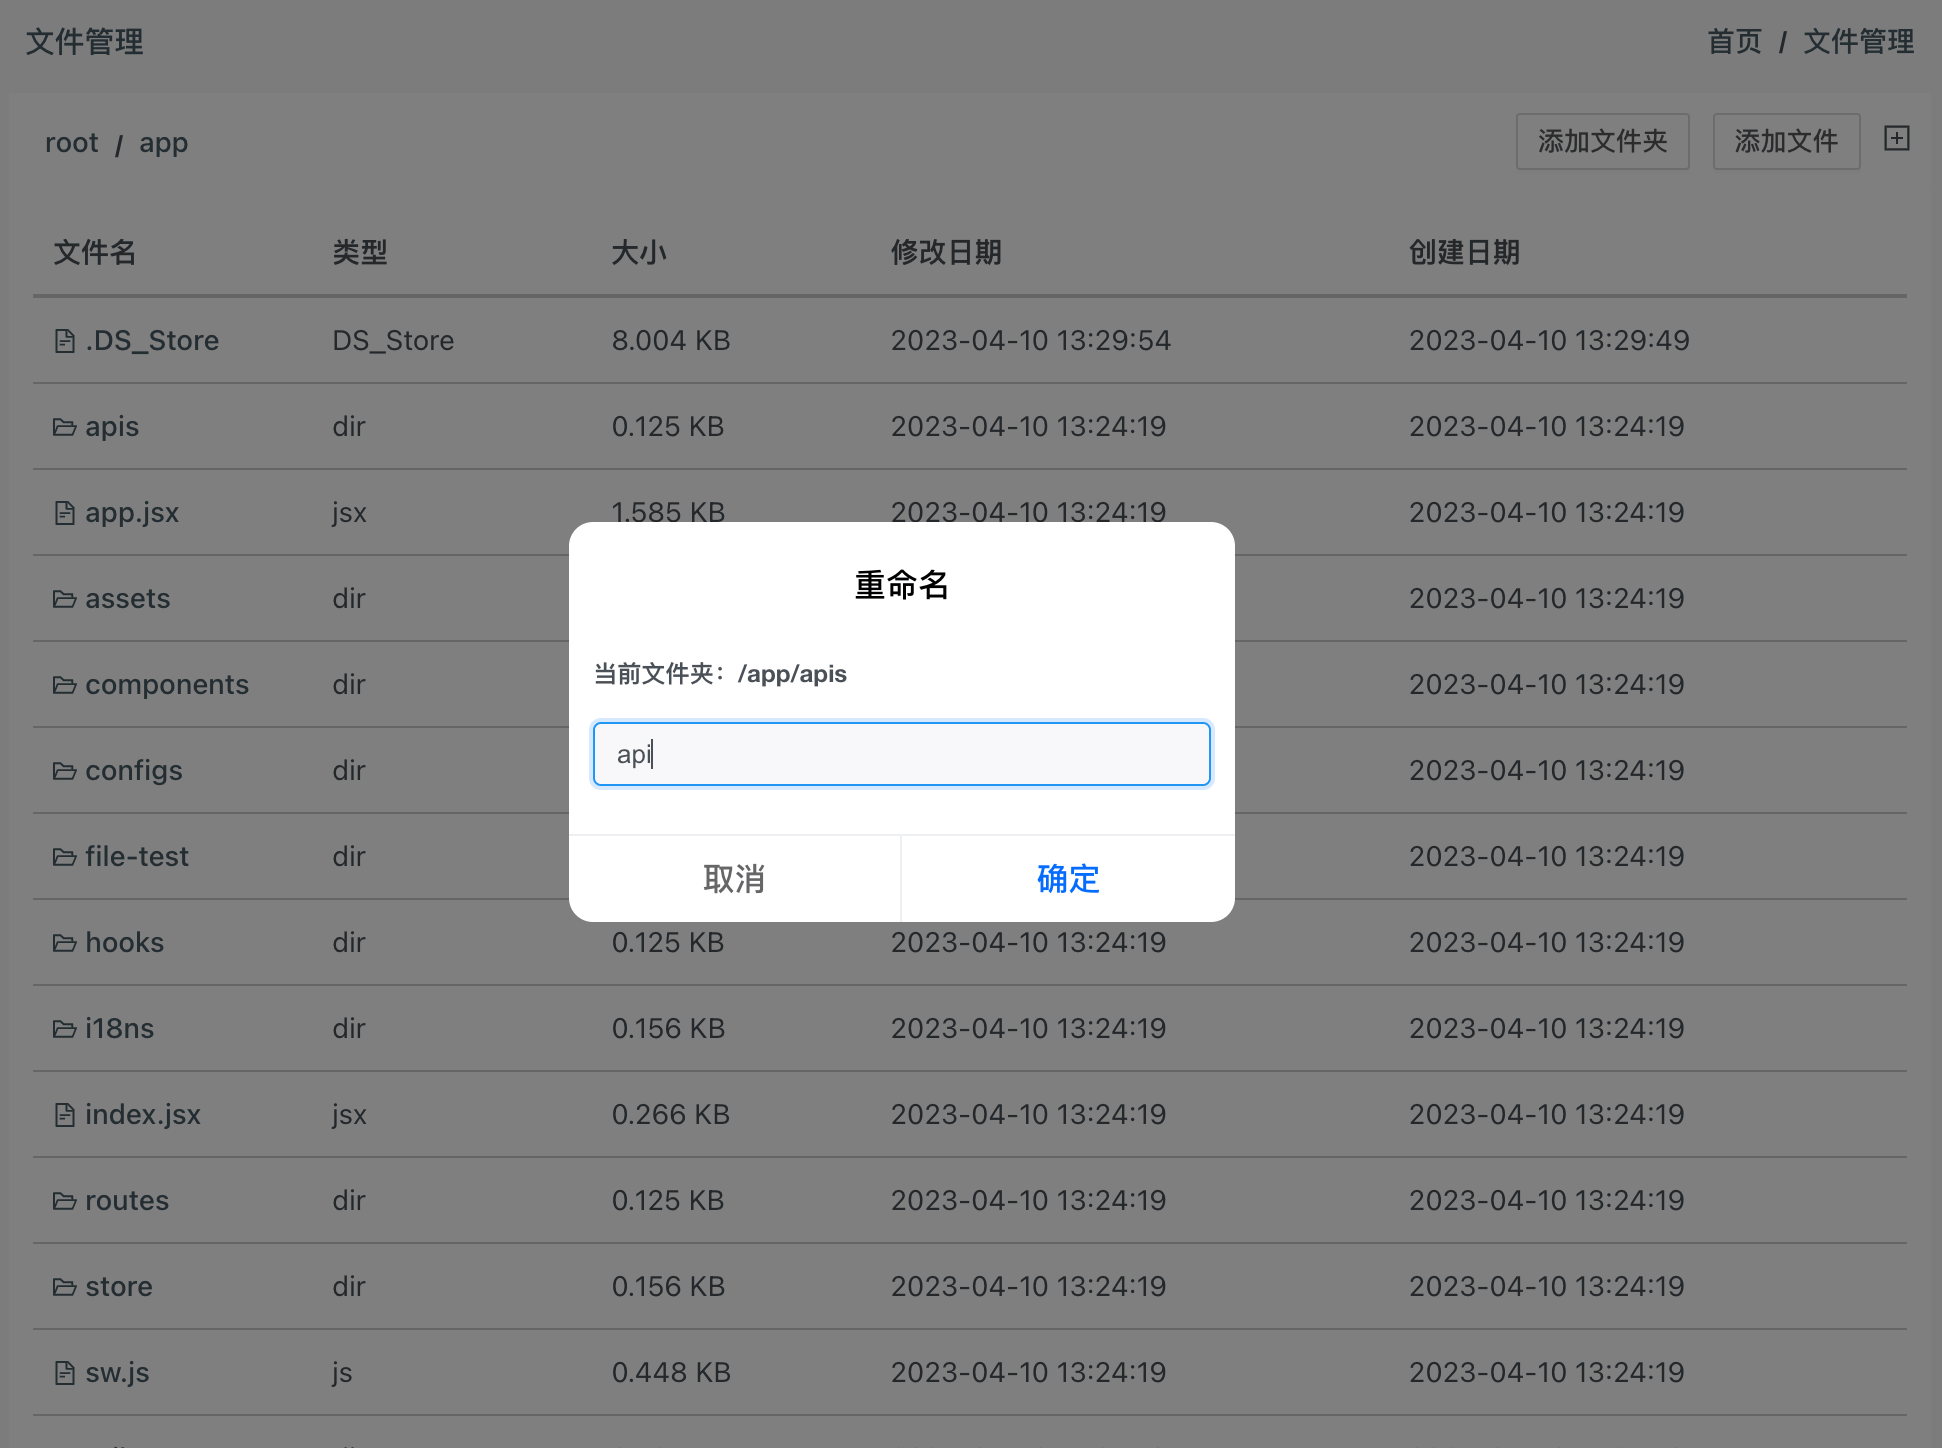 文件管理
首页 / 文件管理
root / app
添加文件夹
添加文件
文件名 类型 大小 修改日期 创建日期
.DS_Store DS_Store 8.004 KB 2023-04-10 13:29:54 2023-04-10 13:29:49
apis dir 0.125 KB 2023-04-10 13:24:19 2023-04-10 13:24:19
app.jsx jsx 1.585 KB 2023-04-10 13:24:19 2023-04-10 13:24:19
assets dir 2023-04-10 13:24:19
components dir 2023-04-10 13:24:19
configs dir 2023-04-10 13:24:19
file-test dir 2023-04-10 13:24:19
hooks dir 0.125 KB 2023-04-10 13:24:19 2023-04-10 13:24:19
i18ns dir 0.156 KB 2023-04-10 13:24:19 2023-04-10 13:24:19
index.jsx jsx 0.266 KB 2023-04-10 13:24:19 2023-04-10 13:24:19
routes dir 0.125 KB 2023-04-10 13:24:19 2023-04-10 13:24:19
store dir 0.156 KB 2023-04-10 13:24:19 2023-04-10 13:24:19
sw.js js 0.448 KB 2023-04-10 13:24:19 2023-04-10 13:24:19
重命名
当前文件夹：/app/apis
api
取消
确定